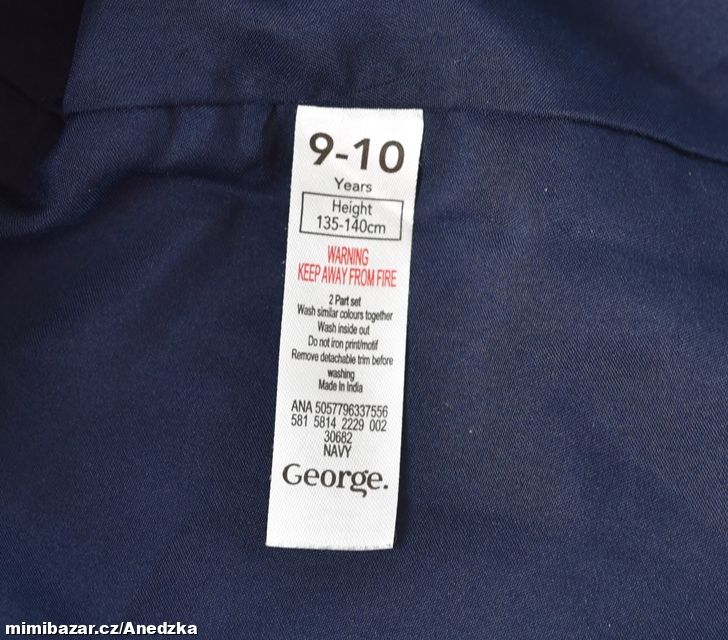 9-10
Years
Height
135-140cm
WARNING
KEEP AWAY FROM FIRE
2 Part set
Wash similar colours together
Wash inside out
Do not iron print/motif
Remove detachable trim before
washing
Made In India
ANA 5057796337556
581 5814 2229 002
30682
NAVY
George.
mimibazar.cz/Anedzka